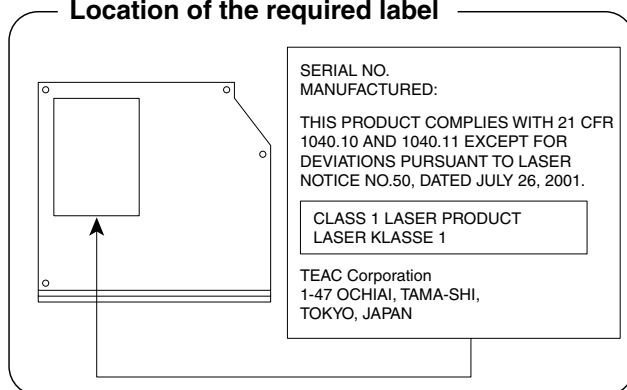 Location of the required label
SERIAL NO.
MANUFACTURED:
THIS PRODUCT COMPLIES WITH 21 CFR
1040.10 AND 1040.11 EXCEPT FOR
DEVIATIONS PURSUANT TO LASER
NOTICE NO.50, DATED JULY 26, 2001.
CLASS 1 LASER PRODUCT
LASER KLASSE 1
TEAC Corporation
1-47 OCHIAI, TAMA-SHI,
TOKYO, JAPAN